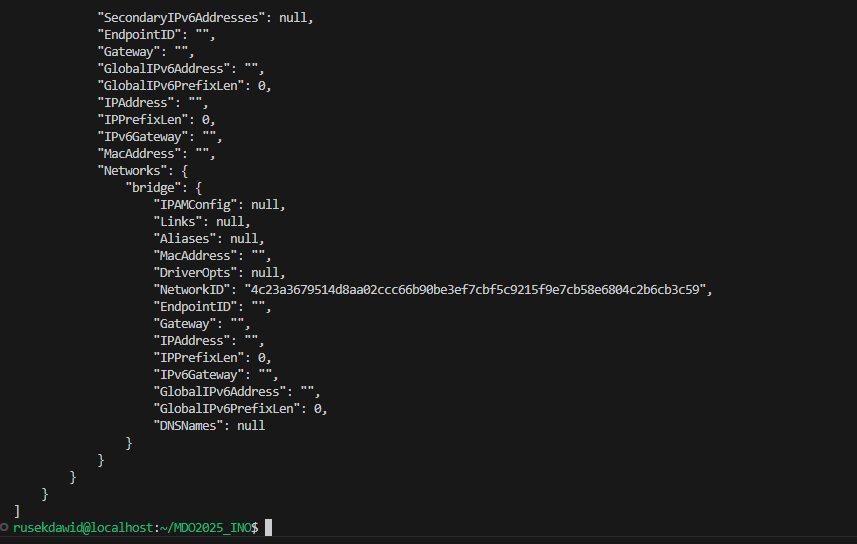 "SecondaryIPv6Addresses": null,
"EndpointID": "",
"Gateway": "",
"GlobalIPv6Address": "",
"GlobalIPv6PrefixLen": 0,
"IPAddress": "",
"IPPrefixLen": 0,
"IPv6Gateway": "",
"MacAddress": "",
"Networks": {
"bridge": {
"IPAMConfig": null,
"Links": null,
"Aliases": null,
"MacAddress": "",
"DriverOpts": null,
"NetworkID": "4c23a3679514d8aa02ccc66b90be3ef7cbf5c9215f9e7cb58e6804c2b6cb3c59",
"EndpointID": "",
"Gateway": "",
"IPAddress": "",
"IPPrefixLen": 0,
"IPv6Gateway": "",
"GlobalIPv6Address": "",
"GlobalIPv6PrefixLen": 0,
"DNSNames": null
}
}
}
}
]
rusekdawid@localhost:~/MDO2025_INO$